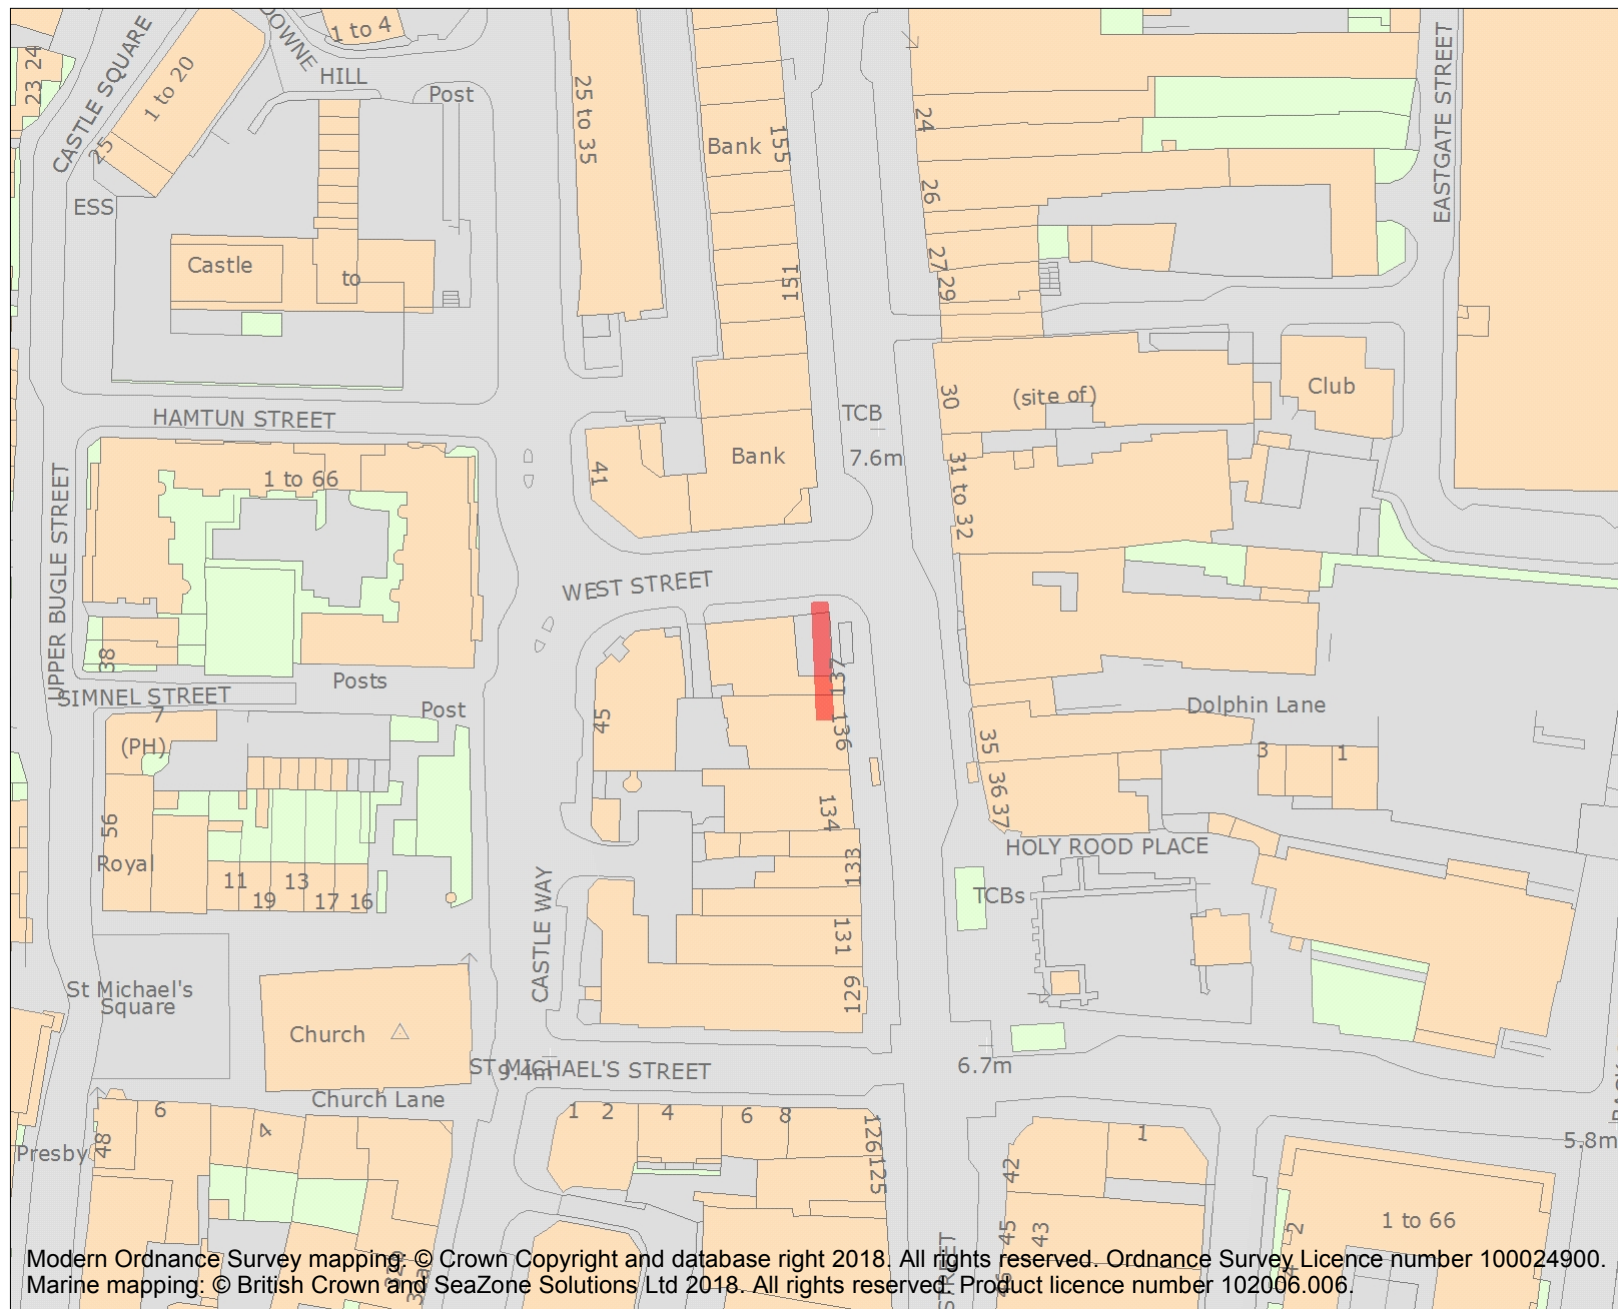 1 to 4
DOWNE
HILL
CASTLE SQUARE
23 24
1 to 20
25
ESS
Post
25 to 35
Bank
155
151
24
26
27
29
EASTGATE STREET
Castle
to
HAMTUN STREET
TCB
7.6m
30
(site of)
Club
41
Bank
31 to 32
1 to 66
UPPER BUGLE STREET
38
WEST STREET
SIMNEL STREET
Posts
Post
7
(PH)
45
137
136
134
133
131
129
35
36
37
Dolphin Lane
3
1
HOLY ROOD PLACE
TCBs
56
Royal
11
13
19
17
16
CASTLE WAY
St Michael's
Square
Church
ST MICHAEL'S STREET
9.4m
6.7m
Church Lane
5.8m
6
4
48
Presby
1
2
4
6
8
126
125
42
1
45
43
STREET
2
1 to 66
Modern Ordnance Survey mapping: © Crown Copyright and database right 2018. All rights reserved. Ordnance Survey Licence number 100024900.
Marine mapping: © British Crown and SeaZone Solutions Ltd 2018. All rights reserved. Product licence number 102006.006.